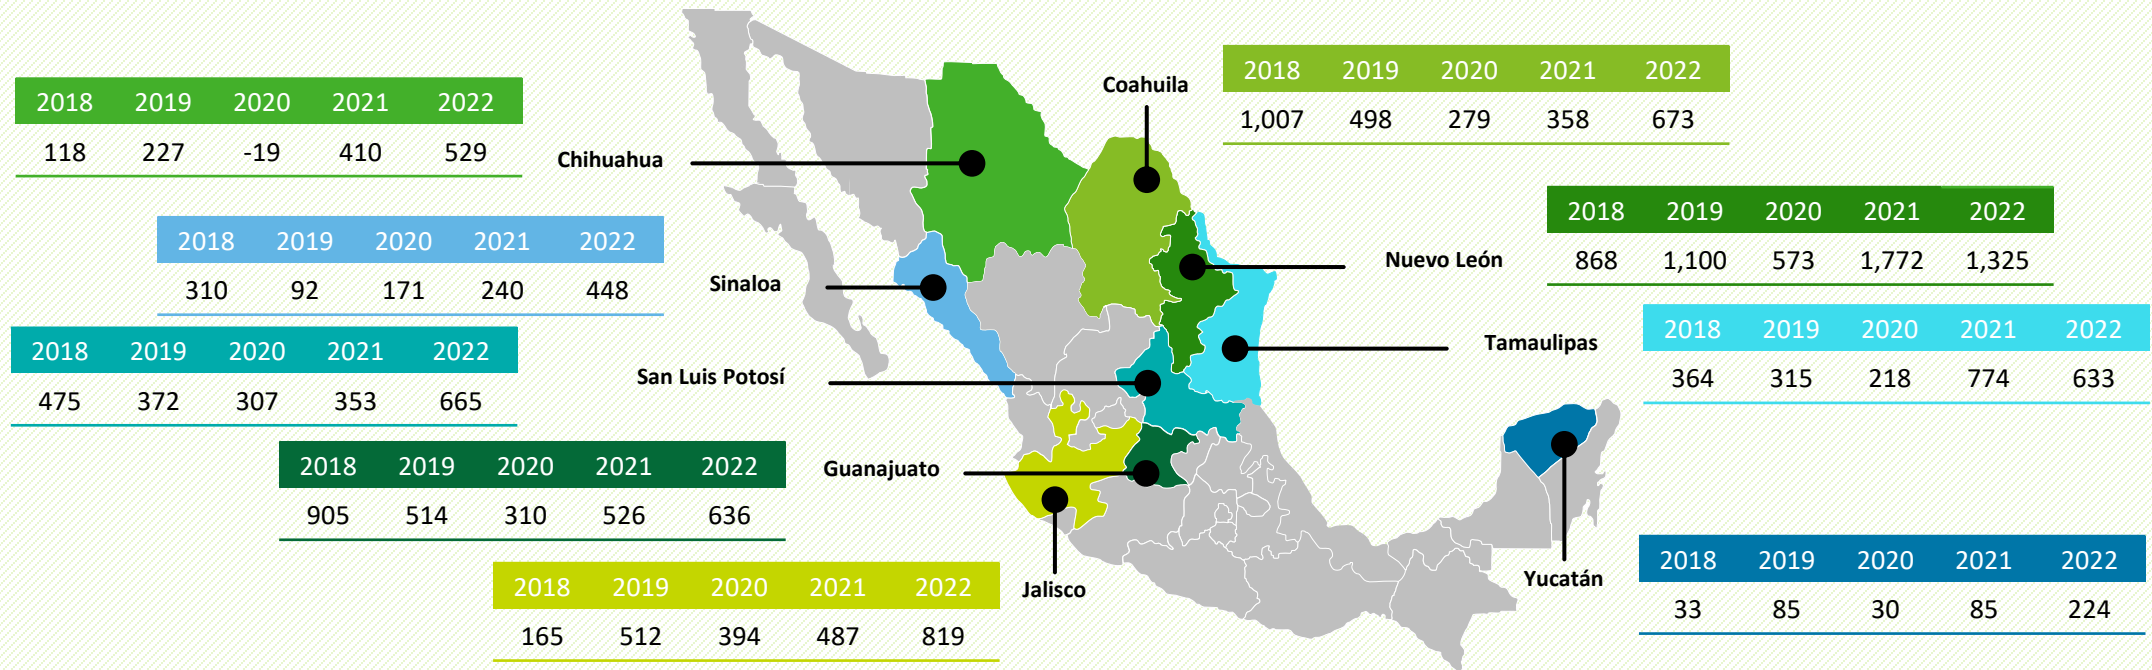 Chihuahua
2018 2019 2020 2021 2022
118 227 -19 410 529
Coahuila
2018 2019 2020 2021 2022
1,007 498 279 358 673
Sinaloa
2018 2019 2020 2021 2022
310 92 171 240 448
Nuevo León
2018 2019 2020 2021 2022
868 1,100 573 1,772 1,325
San Luis Potosí
2018 2019 2020 2021 2022
475 372 307 353 665
Tamaulipas
2018 2019 2020 2021 2022
364 315 218 774 633
Guanajuato
2018 2019 2020 2021 2022
905 514 310 526 636
Jalisco
2018 2019 2020 2021 2022
165 512 394 487 819
Yucatán
2018 2019 2020 2021 2022
33 85 30 85 224